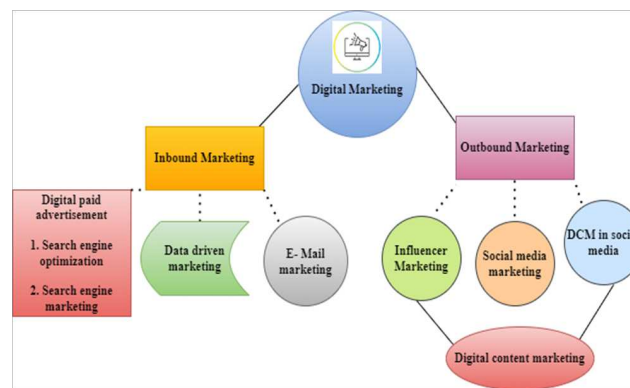 Digital Marketing
Inbound Marketing
Outbound Marketing
Digital paid
advertisement
1. Search engine
optimization
2. Search engine
marketing
Data driven
marketing
E- Mail
marketing
Influencer
Marketing
Social media
marketing
DCM in soci
media
Digital content marketing